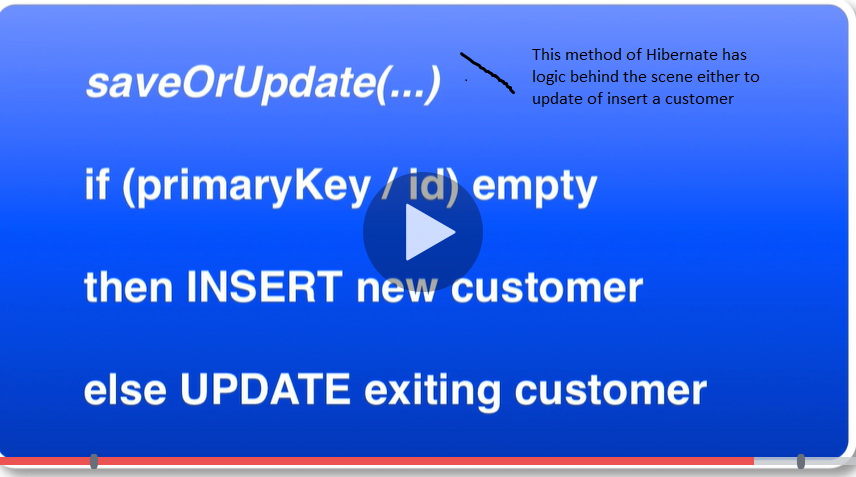 saveOrUpdate(...)
This method of Hibernate has
logic behind the scene either to
update of insert a customer
if (primaryKey / id) empty
then INSERT new customer
else UPDATE exiting customer